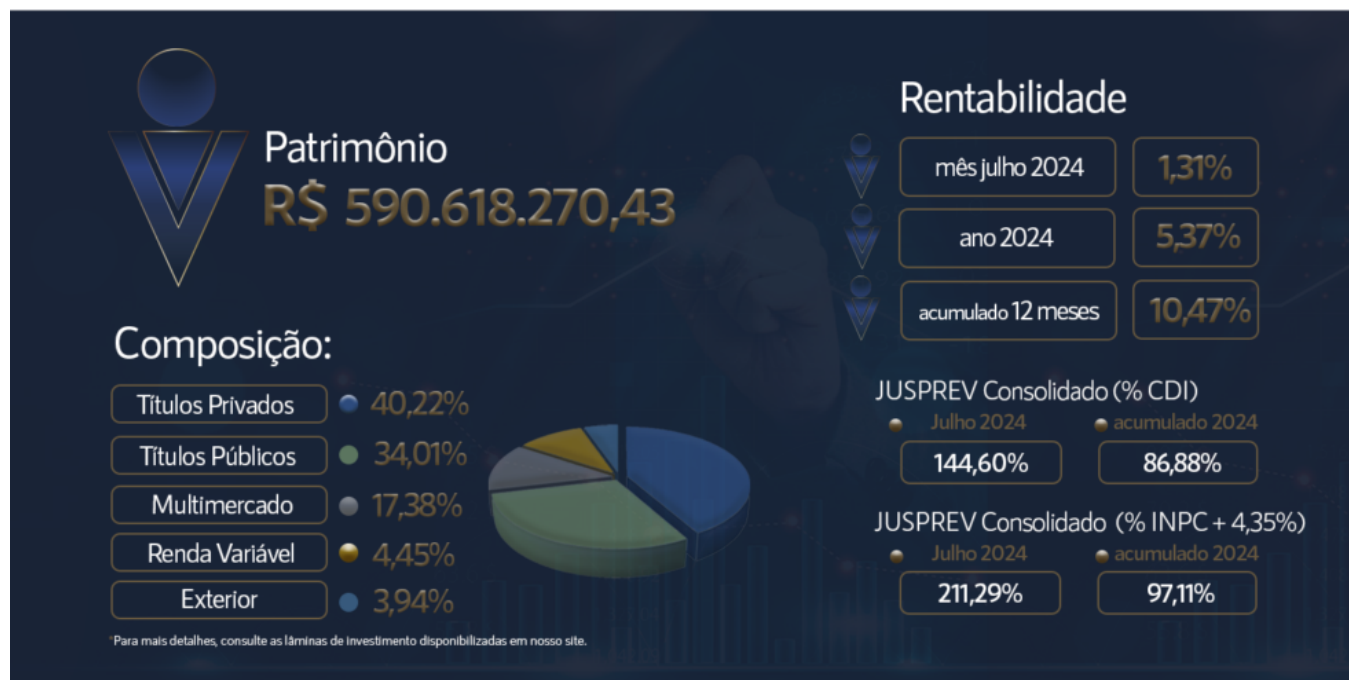 Patrimônio
R$ 590.618.270,43
Composição:
Títulos Privados 40,22%
Títulos Públicos 34,01%
Multimercado 17,38%
Renda Variável 4,45%
Exterior 3,94%
*Para mais detalhes, consulte as lâminas de investimento disponibilizadas em nosso site.
Rentabilidade
mês julho 2024 1,31%
ano 2024 5,37%
acumulado 12 meses 10,47%
JUSPREV Consolidado (% CDI)
Julho 2024 acumulado 2024
144,60% 86,88%
JUSPREV Consolidado (% INPC + 4,35%)
Julho 2024 acumulado 2024
211,29% 97,11%